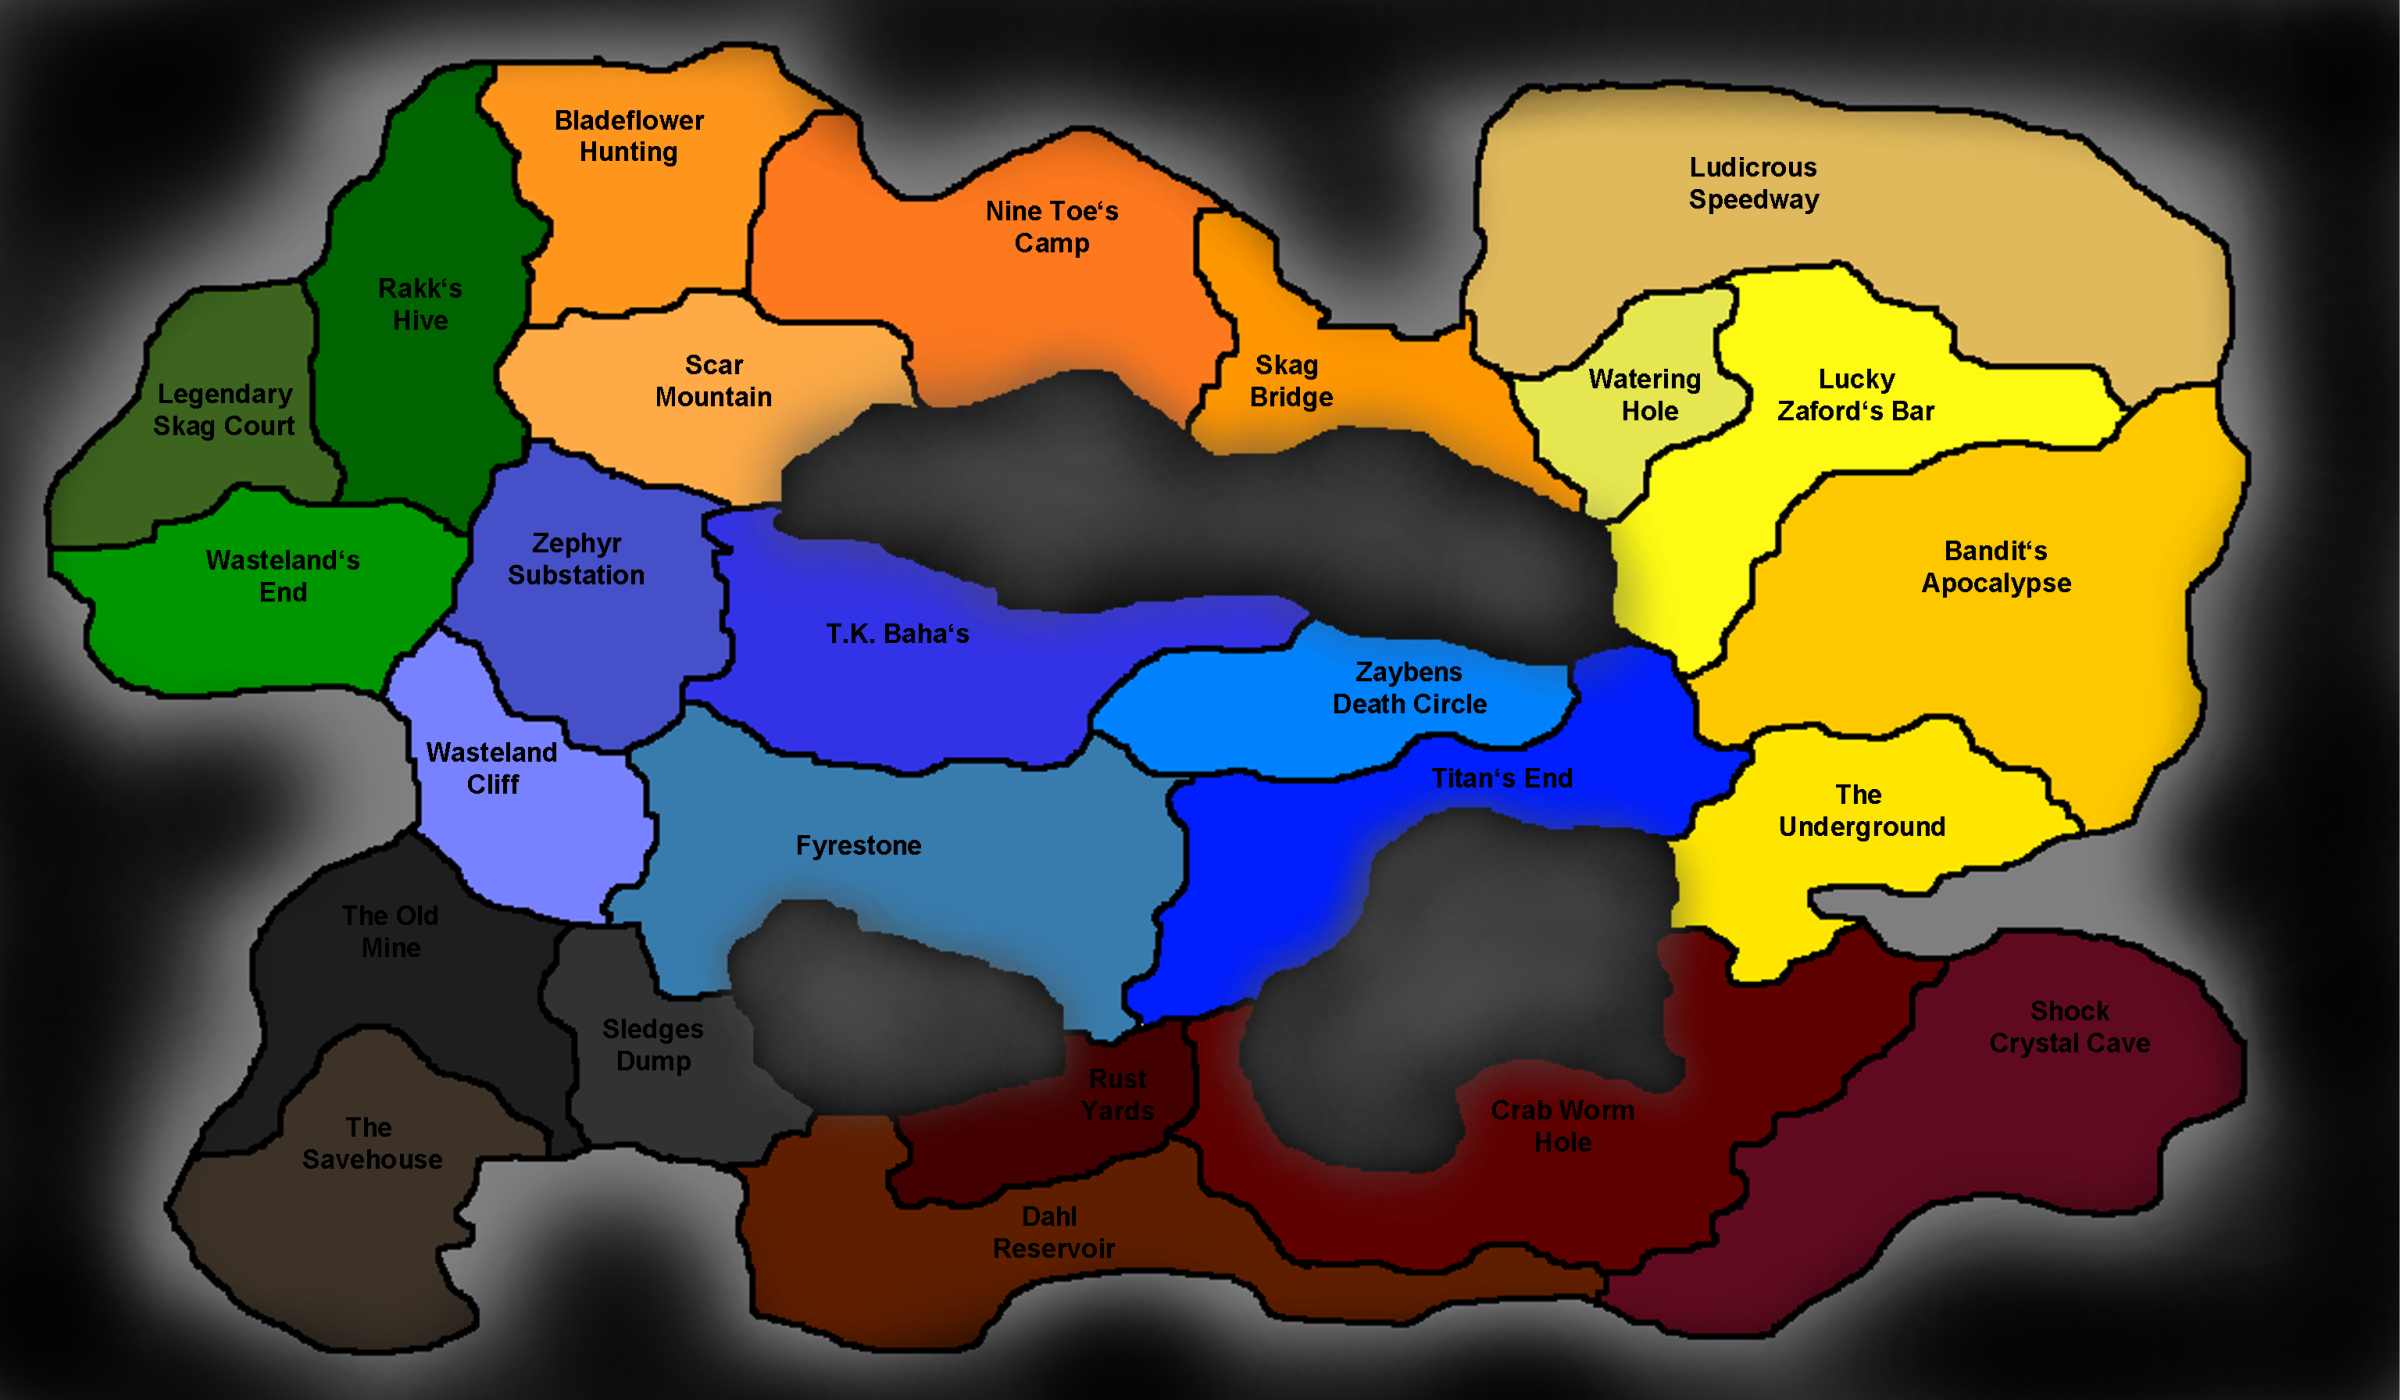 Bladeflower
Hunting
Ludicrous
Speedway
Nine Toe‘s
Camp
Rakk‘s
Hive
Scar
Mountain
Skag
Bridge
Watering
Hole
Lucky
Zaford‘s Bar
Legendary
Skag Court
Wasteland‘s
End
Zephyr
Substation
Bandit‘s
Apocalypse
T.K. Baha‘s
Zaybens
Death Circle
Wasteland
Cliff
Titan‘s End
The
Underground
Fyrestone
The Old
Mine
Sledges
Dump
Shock
Crystal Cave
Rust
Yards
Crab Worm
Hole
The
Savehouse
Dahl
Reservoir